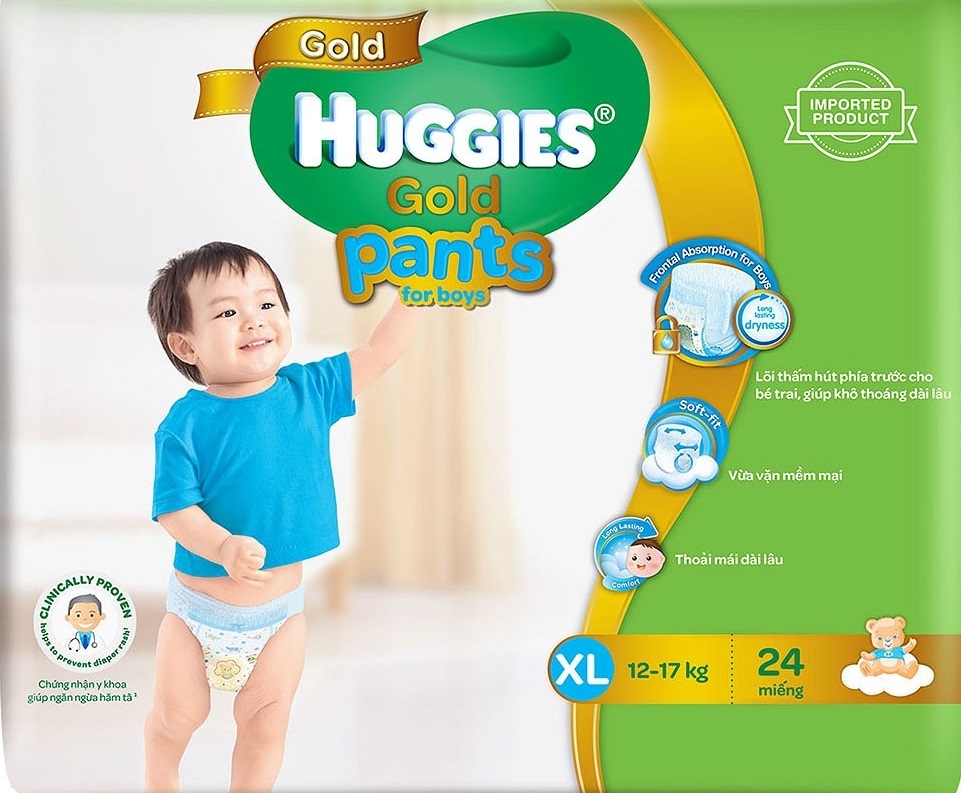 Gold
HUGGIES®
Gold
pants
for boys
IMPORTED
PRODUCT
Frontal Absorption for Boys
Long
lasting
dryness
Lõi thấm hút phía trước cho
bé trai, giúp khô thoáng dài lâu
Soft-fit
Vừa vặn mềm mại
Long Lasting
Comfort
Thoải mái dài lâu
CLINICALLY PROVEN
helps to prevent diaper rash¹
Chứng nhận y khoa
giúp ngăn ngừa hăm tã ¹
XL
12-17 kg
24
miếng